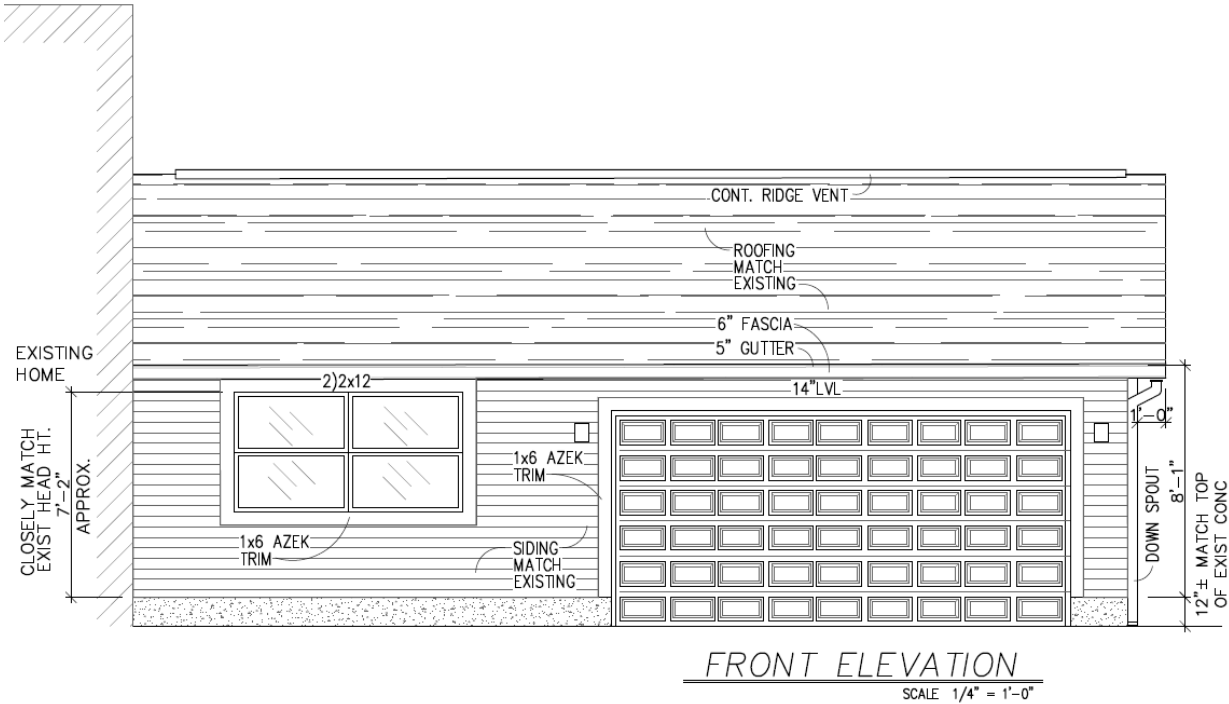 CONT. RIDGE VENT
ROOFING
MATCH
EXISTING
6" FASCIA
5" GUTTER
EXISTING
HOME
2)2x12
14"LVL
1'-0"
CLOSELY MATCH
EXIST HEAD HT.
7'-2"
APPROX.
1x6 AZEK
TRIM
1x6 AZEK
TRIM
SIDING
MATCH
EXISTING
DOWN SPOUT
8'-1"
12"± MATCH TOP
OF EXIST CONC
FRONT ELEVATION
SCALE 1/4" = 1'-0"